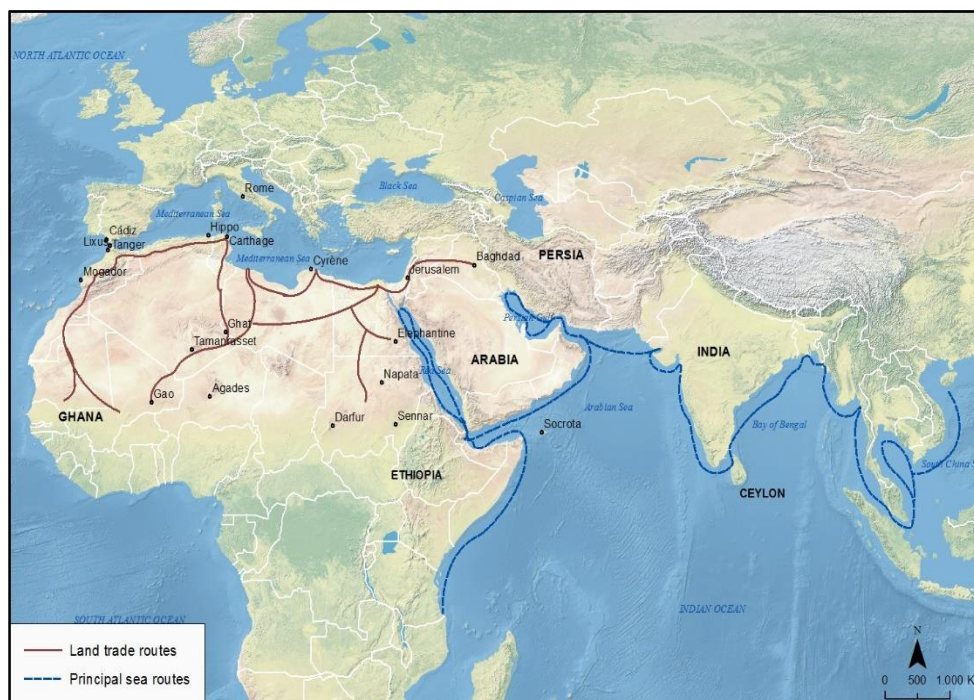 NORTH ATLANTIC OCEAN
Rome
Black Sea
Caspian Sea
Mediterranean Sea
Cádiz
Hippo
Lixus
Tanger
Carthage
Mediterranean Sea
Cyrène
Baghdad
PERSIA
Mogador
Jerusalem
Persian Gulf
Ghat
Tamanrasset
Elephantine
ARABIA
INDIA
Red Sea
Napata
Agades
Gao
GHANA
Arabian Sea
Darfur
Sennar
Socrota
Bay of Bengal
South China S
ETHIOPIA
CEYLON
SOUTH ATLANTIC OCEAN
INDIAN OCEAN
Land trade routes
Principal sea routes
N
0 500 1.000 K